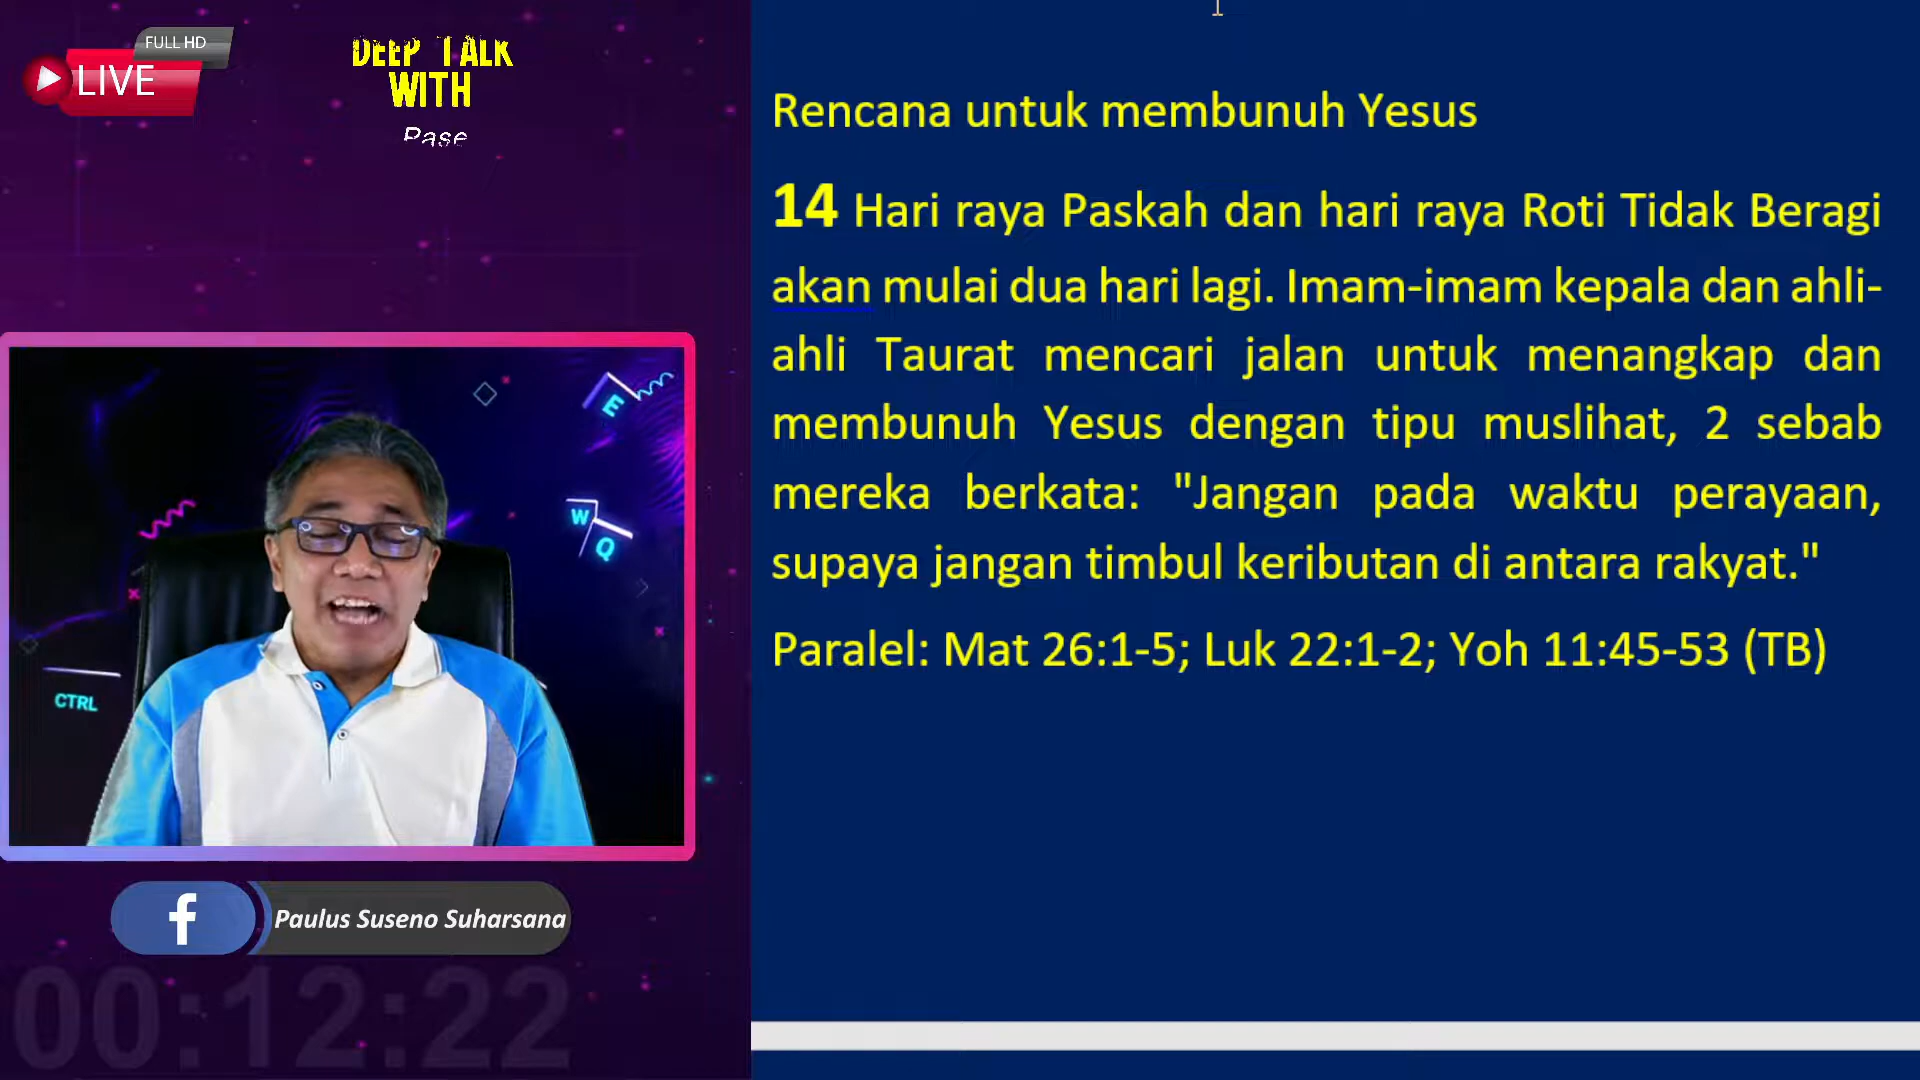 FULL HD
LIVE
DEEP TALK
WITH
Pase
E
W
Q
CTRL
Paulus Suseno Suharsana
00:12:22
Rencana untuk membunuh Yesus
14 Hari raya Paskah dan hari raya Roti Tidak Beragi
akan mulai dua hari lagi. Imam-imam kepala dan ahli-
ahli Taurat mencari jalan untuk menangkap dan
membunuh Yesus dengan tipu muslihat, 2 sebab
mereka berkata: "Jangan pada waktu perayaan,
supaya jangan timbul keributan di antara rakyat."
Paralel: Mat 26:1-5; Luk 22:1-2; Yoh 11:45-53 (TB)